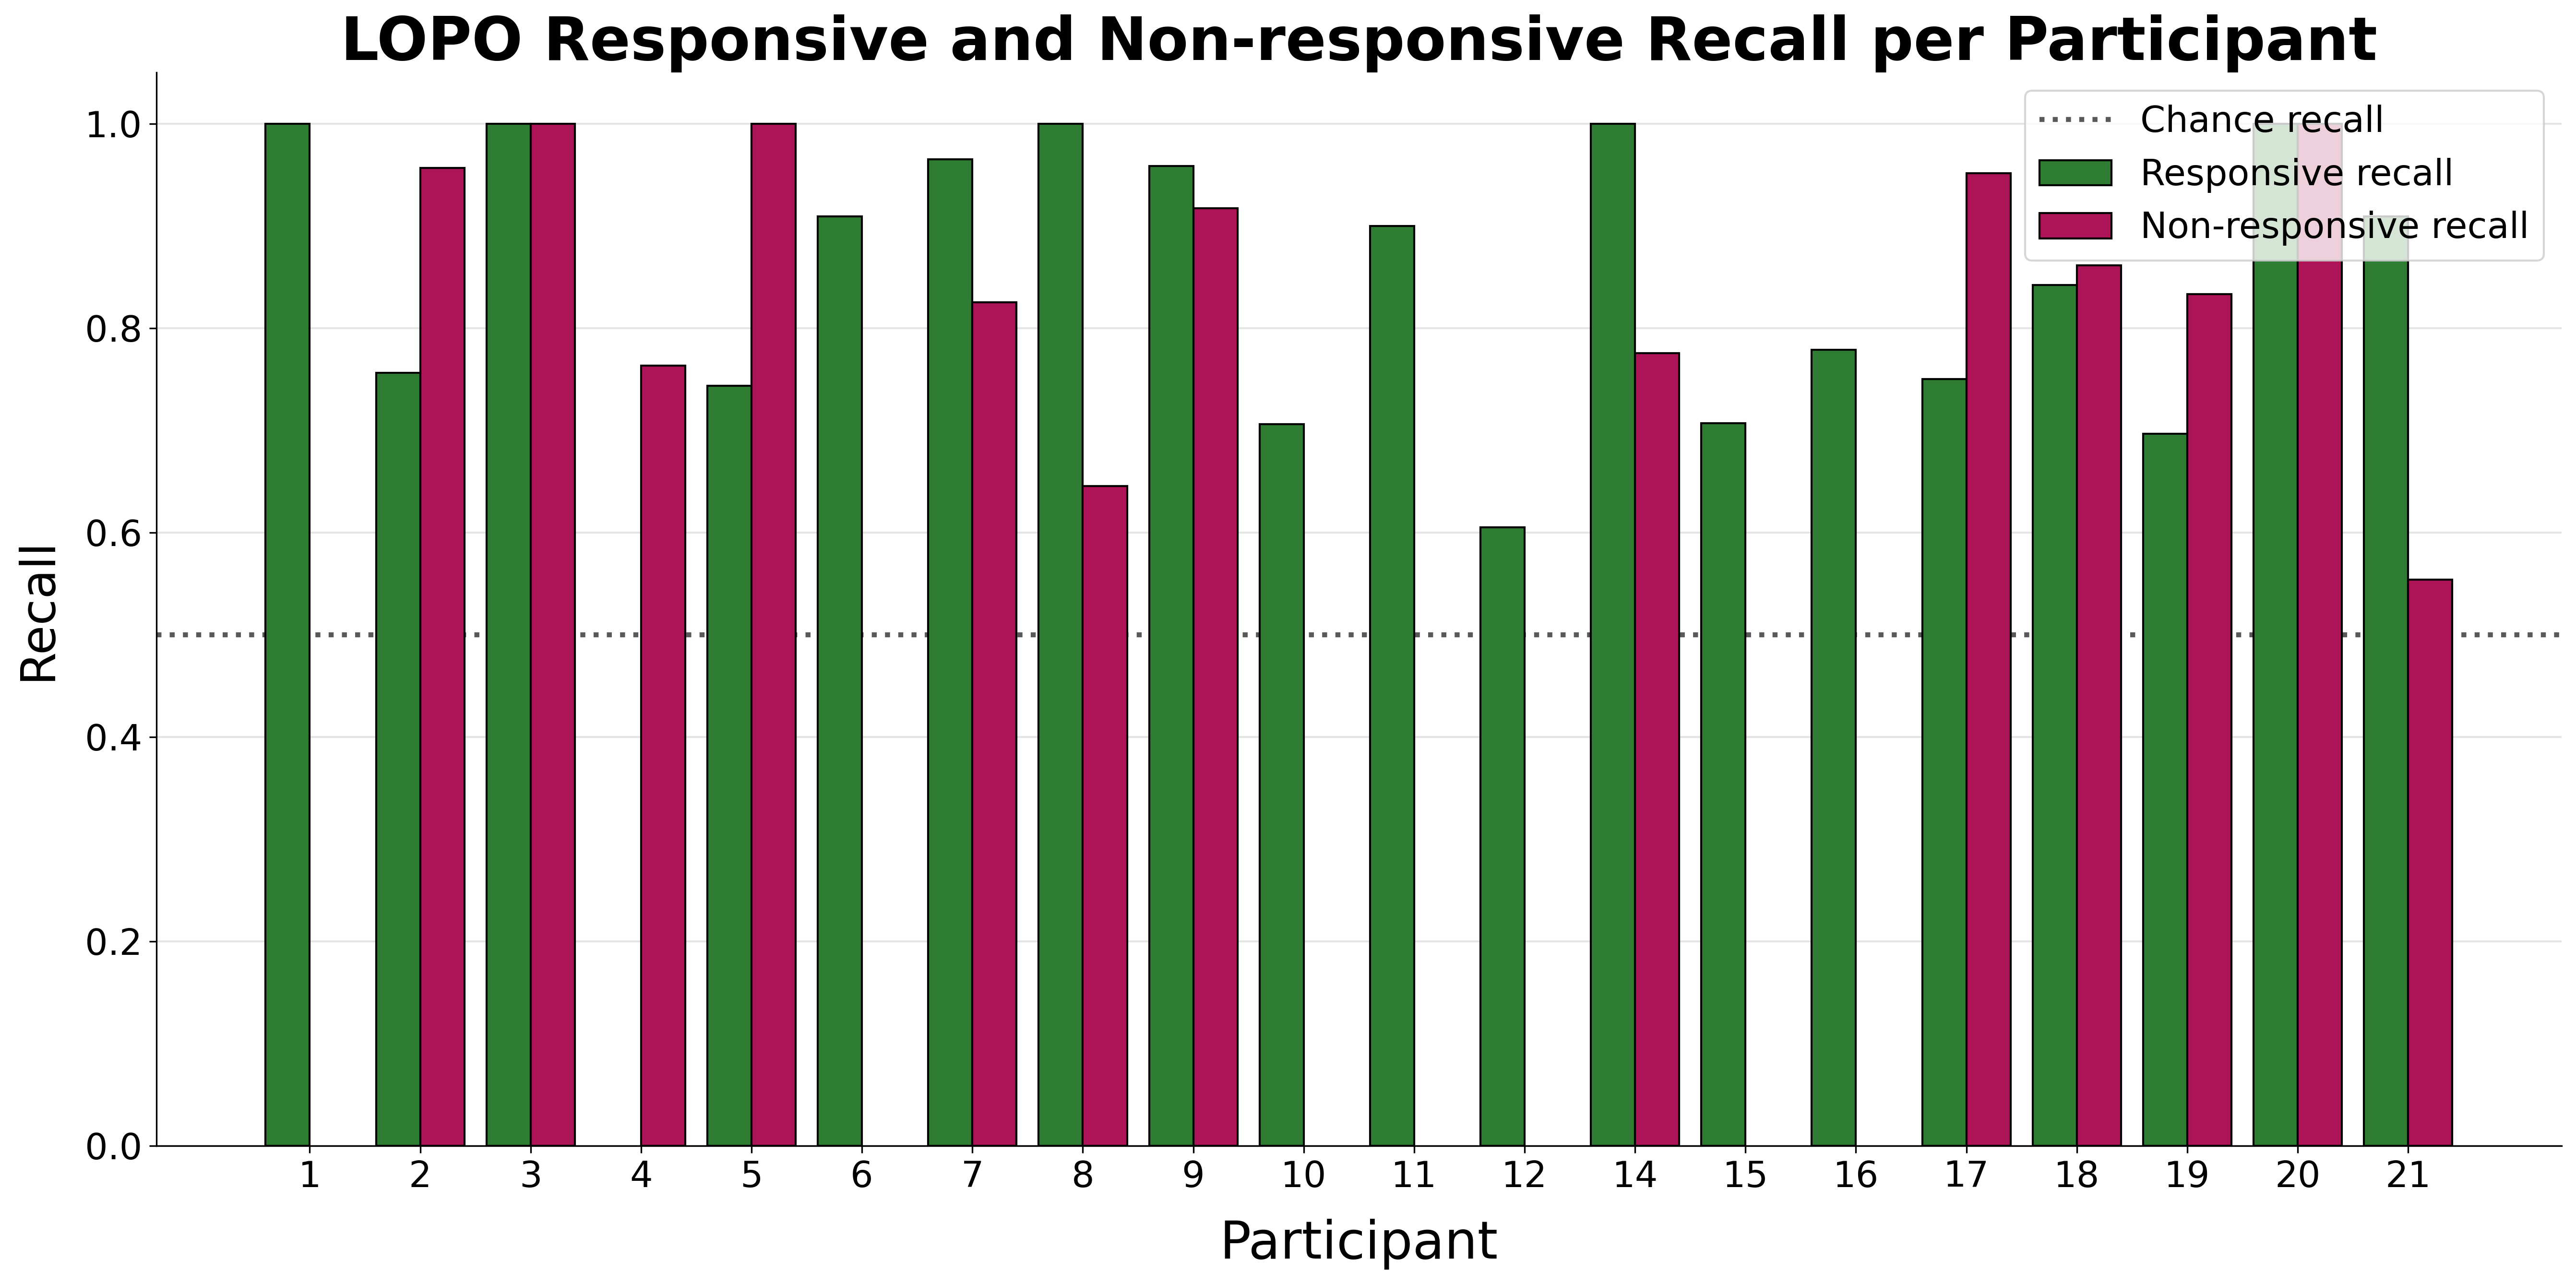 LOPO Responsive and Non-responsive Recall per Participant
Chance recall
Responsive recall
Non-responsive recall
1.0
0.8
0.6
0.4
0.2
0.0
Recall
1 2 3 4 5 6 7 8 9 10 11 12 14 15 16 17 18 19 20 21
Participant